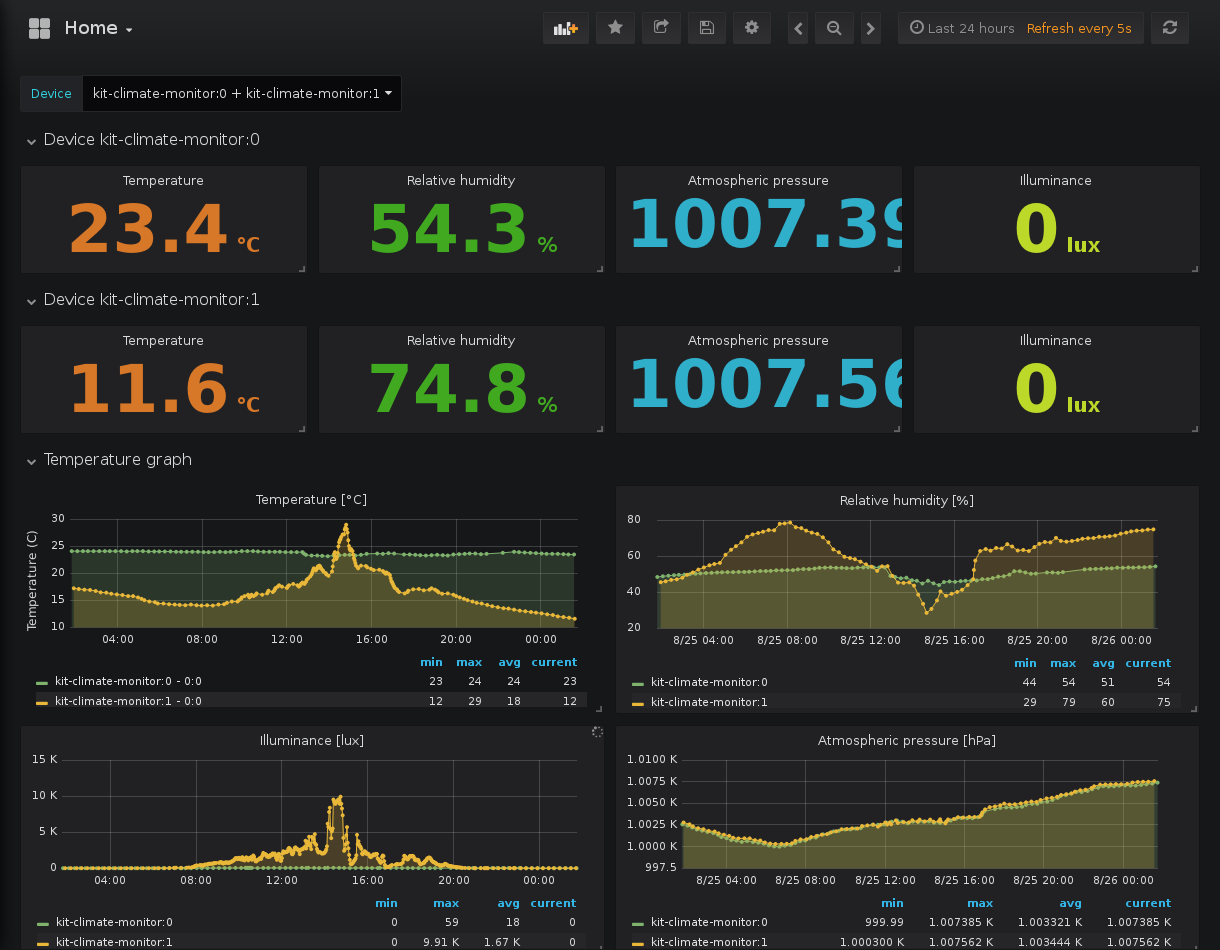 Home
Last 24 hours Refresh every 5s
Device kit-climate-monitor:0 + kit-climate-monitor:1
Device kit-climate-monitor:0
Temperature Relative humidity Atmospheric pressure Illuminance
23.4 °C 54.3 % 1007.39 0 lux
Device kit-climate-monitor:1
Temperature Relative humidity Atmospheric pressure Illuminance
11.6 °C 74.8 % 1007.56 0 lux
Temperature graph
Temperature [°C]
Temperature (C)
30
25
20
15
10
04:00 08:00 12:00 16:00 20:00 00:00
min max avg current
kit-climate-monitor:0 - 0:0 23 24 24 23
kit-climate-monitor:1 - 0:0 12 29 18 12
Relative humidity [%]
80
60
40
20
8/25 04:00 8/25 08:00 8/25 12:00 8/25 16:00 8/25 20:00 8/26 00:00
min max avg current
kit-climate-monitor:0 44 54 51 54
kit-climate-monitor:1 29 79 60 75
Illuminance [lux]
15 K
10 K
5 K
0
04:00 08:00 12:00 16:00 20:00 00:00
min max avg current
kit-climate-monitor:0 0 59 18 0
kit-climate-monitor:1 0 9.91 K 1.67 K 0
Atmospheric pressure [hPa]
1.0100 K
1.0075 K
1.0050 K
1.0025 K
1.0000 K
997.5
8/25 04:00 8/25 08:00 8/25 12:00 8/25 16:00 8/25 20:00 8/26 00:00
min max avg current
kit-climate-monitor:0 999.99 1.007385 K 1.003321 K 1.007385 K
kit-climate-monitor:1 1.000300 K 1.007562 K 1.003444 K 1.007562 K